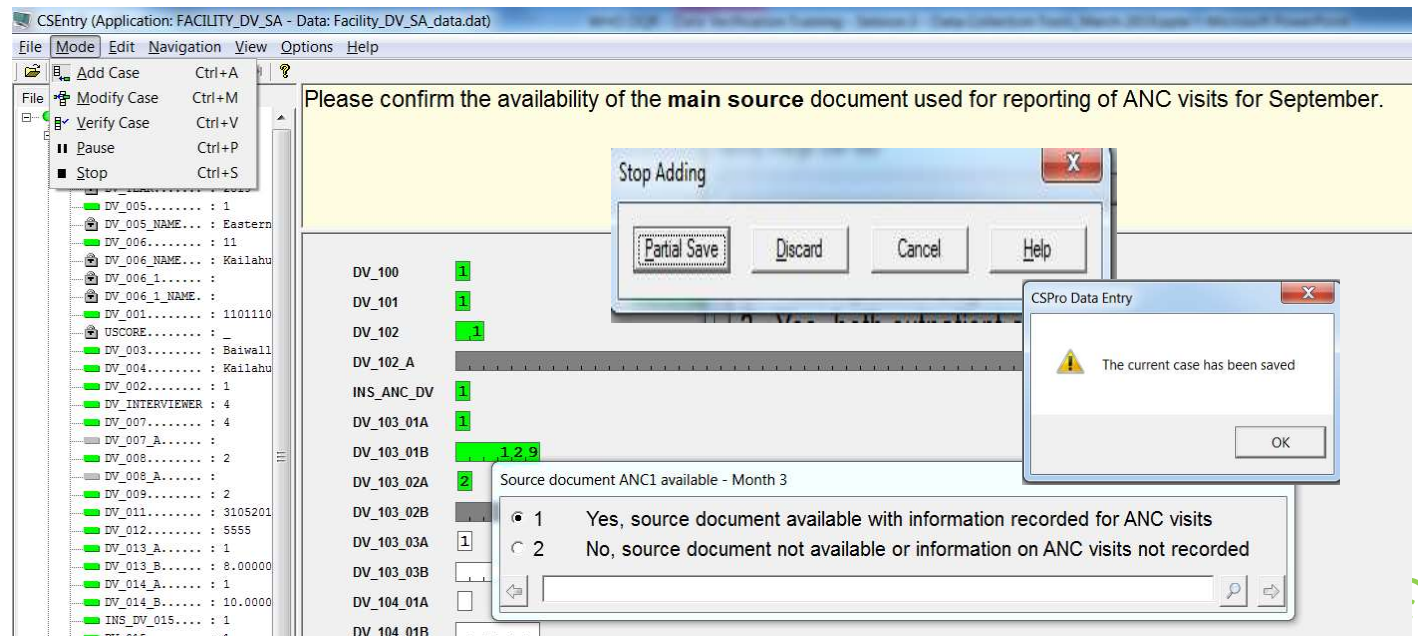 CSEntry (Application: FACILITY_DV_SA - Data: Facility_DV_SA_data.dat)
File Mode Edit Navigation View Options Help
Add Case Ctrl+A
Modify Case Ctrl+M
Verify Case Ctrl+V
Pause Ctrl+P
Stop Ctrl+S
File
Please confirm the availability of the main source document used for reporting of ANC visits for September.
DV_005........ : 1
DV_005_NAME... : Eastern
DV_006........ : 11
DV_006_NAME... : Kailahu
DV_006_1...... :
DV_006_1_NAME. :
DV_001........ : 1101110
USCORE........ : _
DV_003........ : Baiwall
DV_004........ : Kailahu
DV_002........ : 1
DV_INTERVIEWER : 4
DV_007........ : 4
DV_007_A...... :
DV_008........ : 2
DV_008_A...... :
DV_009........ : 2
DV_011........ : 3105201
DV_012........ : 5555
DV_013_A...... : 1
DV_013_B...... : 8.00000
DV_014_A...... : 1
DV_014_B...... : 10.0000
INS_DV_015.... : 1
Stop Adding
Partial Save Discard Cancel Help
CSPro Data Entry
The current case has been saved
OK
DV_100 1
DV_101 1
DV_102 1
DV_102_A
INS_ANC_DV 1
DV_103_01A 1
DV_103_01B 1 2 9
DV_103_02A 2
DV_103_02B
DV_103_03A 1
DV_103_03B
DV_104_01A
DV_104_01B
Source document ANC1 available - Month 3
1 Yes, source document available with information recorded for ANC visits
2 No, source document not available or information on ANC visits not recorded